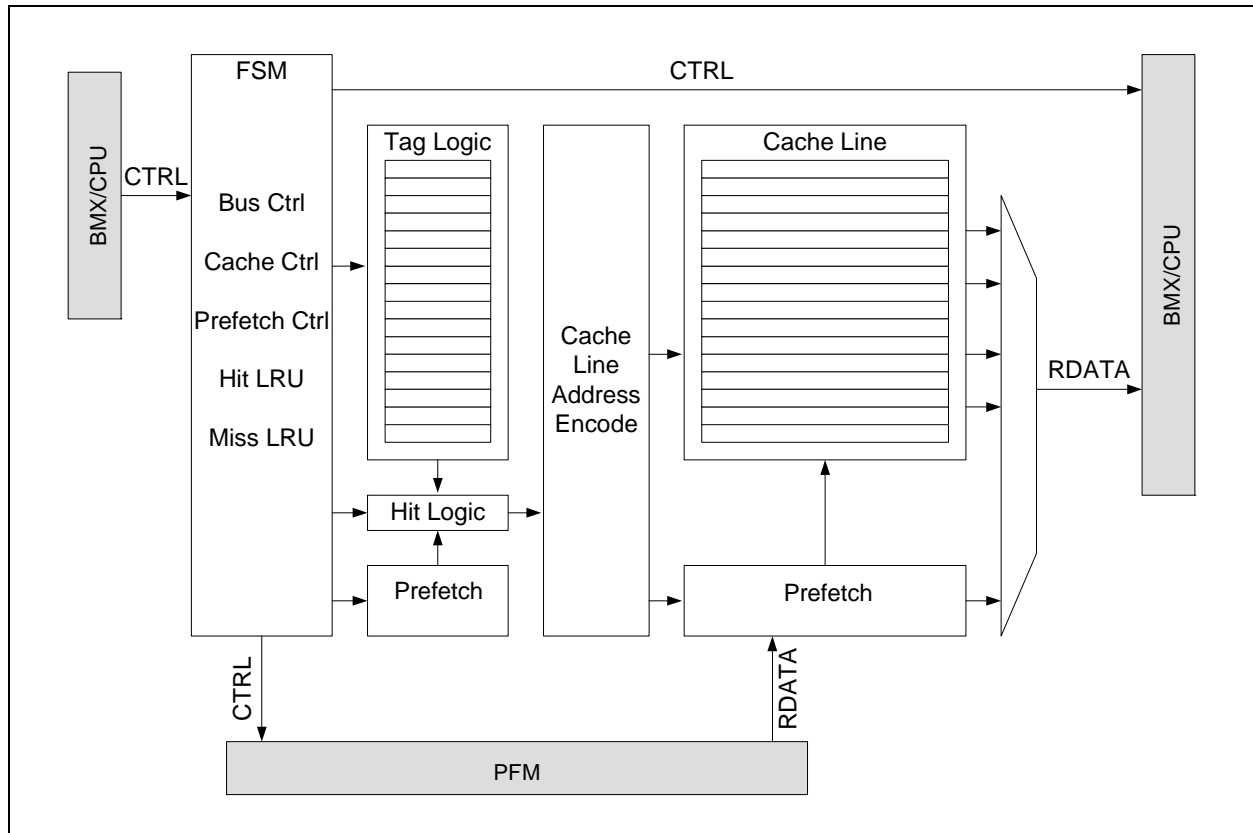 FSM
CTRL
BMX/CPU
CTRL
Bus Ctrl
Cache Ctrl
Prefetch Ctrl
Hit LRU
Miss LRU
Tag Logic
Hit Logic
Prefetch
Cache
Line
Address
Encode
Cache Line
Prefetch
RDATA
BMX/CPU
CTRL
RDATA
PFM